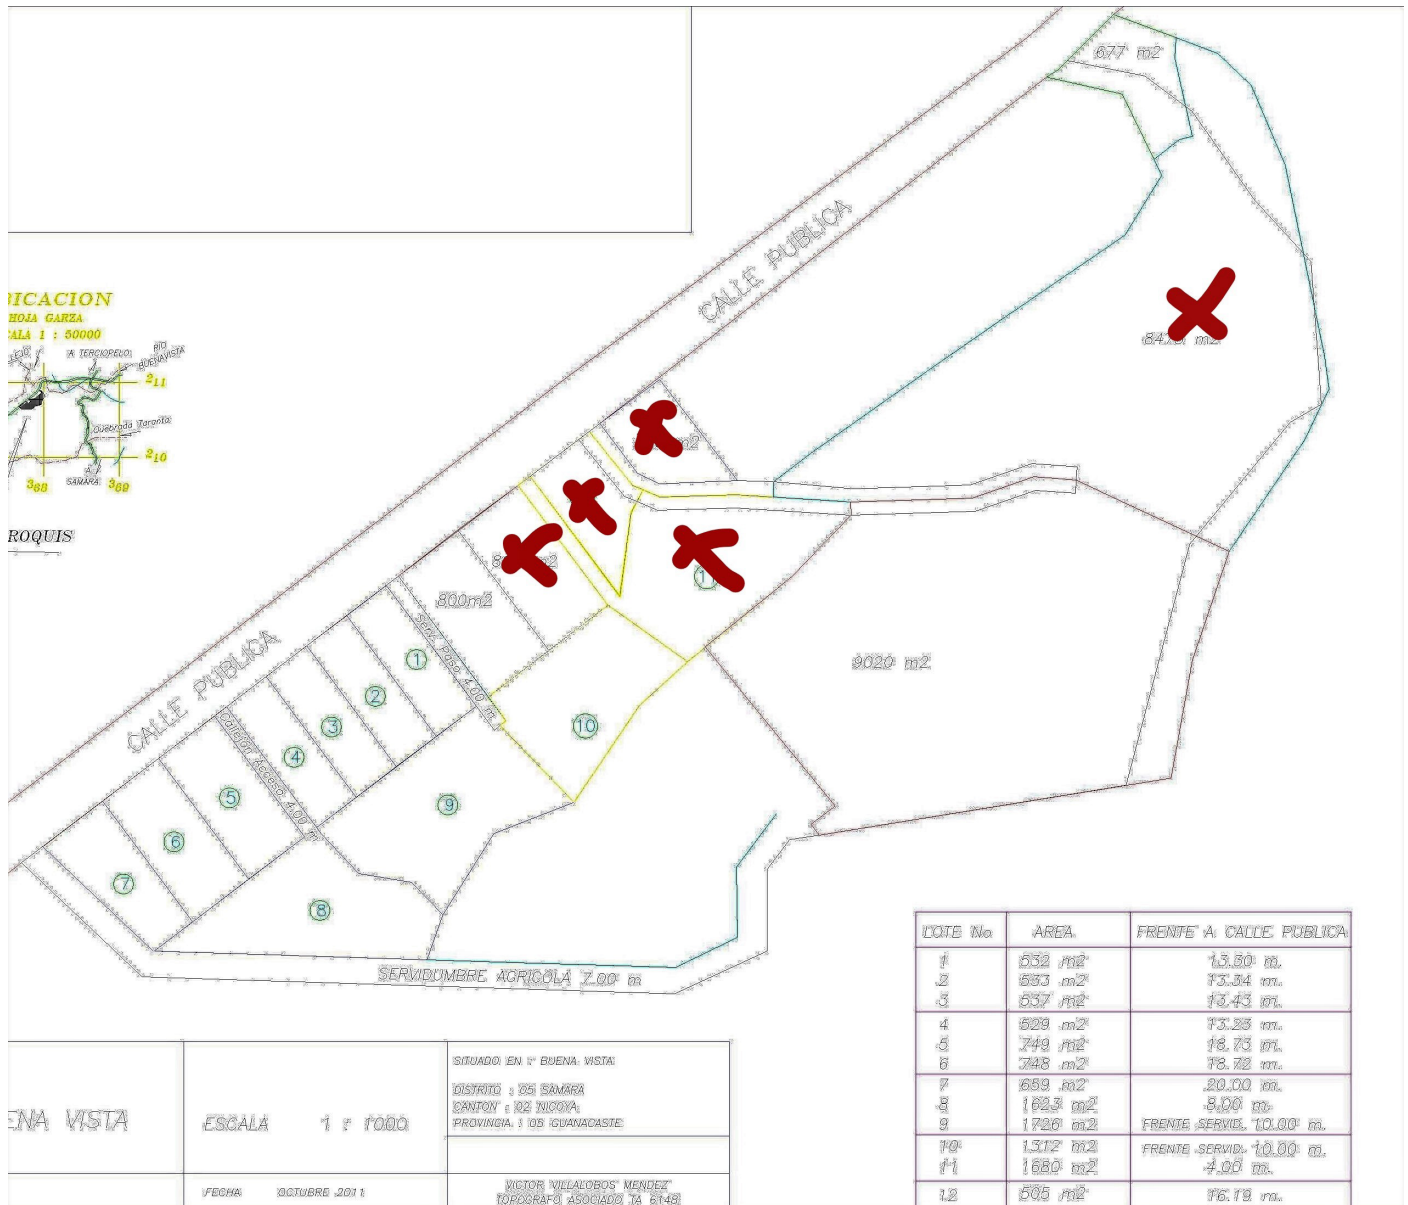 677 m2
CALLE PUBLICA
BICACION
HOJA GARZA
CALA 1 : 50000
A TERCIOPELO
RIO
BUENAVISTA
211
Quebrada Taranta
210
A
SAMARA
368
369
ROQUIS
m2
m2
11
800m2
9020 m2
Serv. Paso 4.00 m
CALLE PUBLICA
1
2
3
4
5
6
7
8
9
10
Callejon Acceso 4.00 m
SERVIDUMBRE AGRICOLA 7.00 m
LOTE No AREA FRENTE A CALLE PUBLICA
1 532 m2 13.30 m.
2 533 m2 13.34 m.
3 537 m2 13.43 m.
4 529 m2 13.23 m.
5 749 m2 18.73 m.
6 748 m2 18.72 m.
7 659 m2 20.00 m.
8 1623 m2 8.00 m.
9 1726 m2 FRENTE SERVID. 10.00 m.
10 1312 m2 FRENTE SERVID. 10.00 m.
11 1680 m2 4.00 m.
12 505 m2 16.19 m.
ENA VISTA
ESCALA 1 : 1000
SITUADO EN : BUENA VISTA
DISTRITO : 05 SAMARA
CANTON : 02 NICOYA
PROVINCIA : 05 GUANACASTE
FECHA OCTUBRE 2011
VICTOR VILLALOBOS MENDEZ
TOPOGRAFO ASOCIADO TA 6148